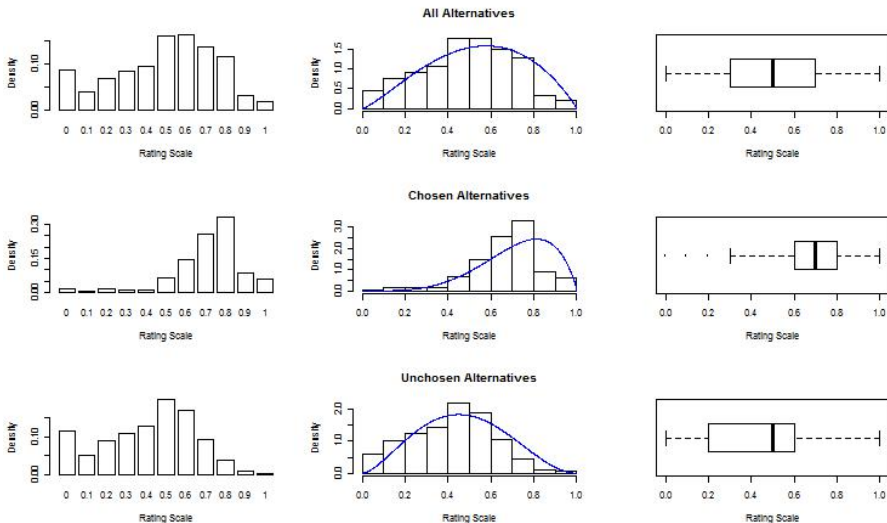 All Alternatives
Density
0.00 0.10
0 0.1 0.2 0.3 0.4 0.5 0.6 0.7 0.8 0.9 1
Rating Scale
Density
0.0 0.5 1.0 1.5
0.0 0.2 0.4 0.6 0.8 1.0
Rating Scale
0.0 0.2 0.4 0.6 0.8 1.0
Rating Scale
Chosen Alternatives
Density
0.00 0.15 0.30
0 0.1 0.2 0.3 0.4 0.5 0.6 0.7 0.8 0.9 1
Rating Scale
Density
0.0 1.0 2.0 3.0
0.0 0.2 0.4 0.6 0.8 1.0
Rating Scale
0.0 0.2 0.4 0.6 0.8 1.0
Rating Scale
Unchosen Alternatives
Density
0.00 0.10
0 0.1 0.2 0.3 0.4 0.5 0.6 0.7 0.8 0.9 1
Rating Scale
Density
0.0 1.0 2.0
0.0 0.2 0.4 0.6 0.8 1.0
Rating Scale
0.0 0.2 0.4 0.6 0.8 1.0
Rating Scale